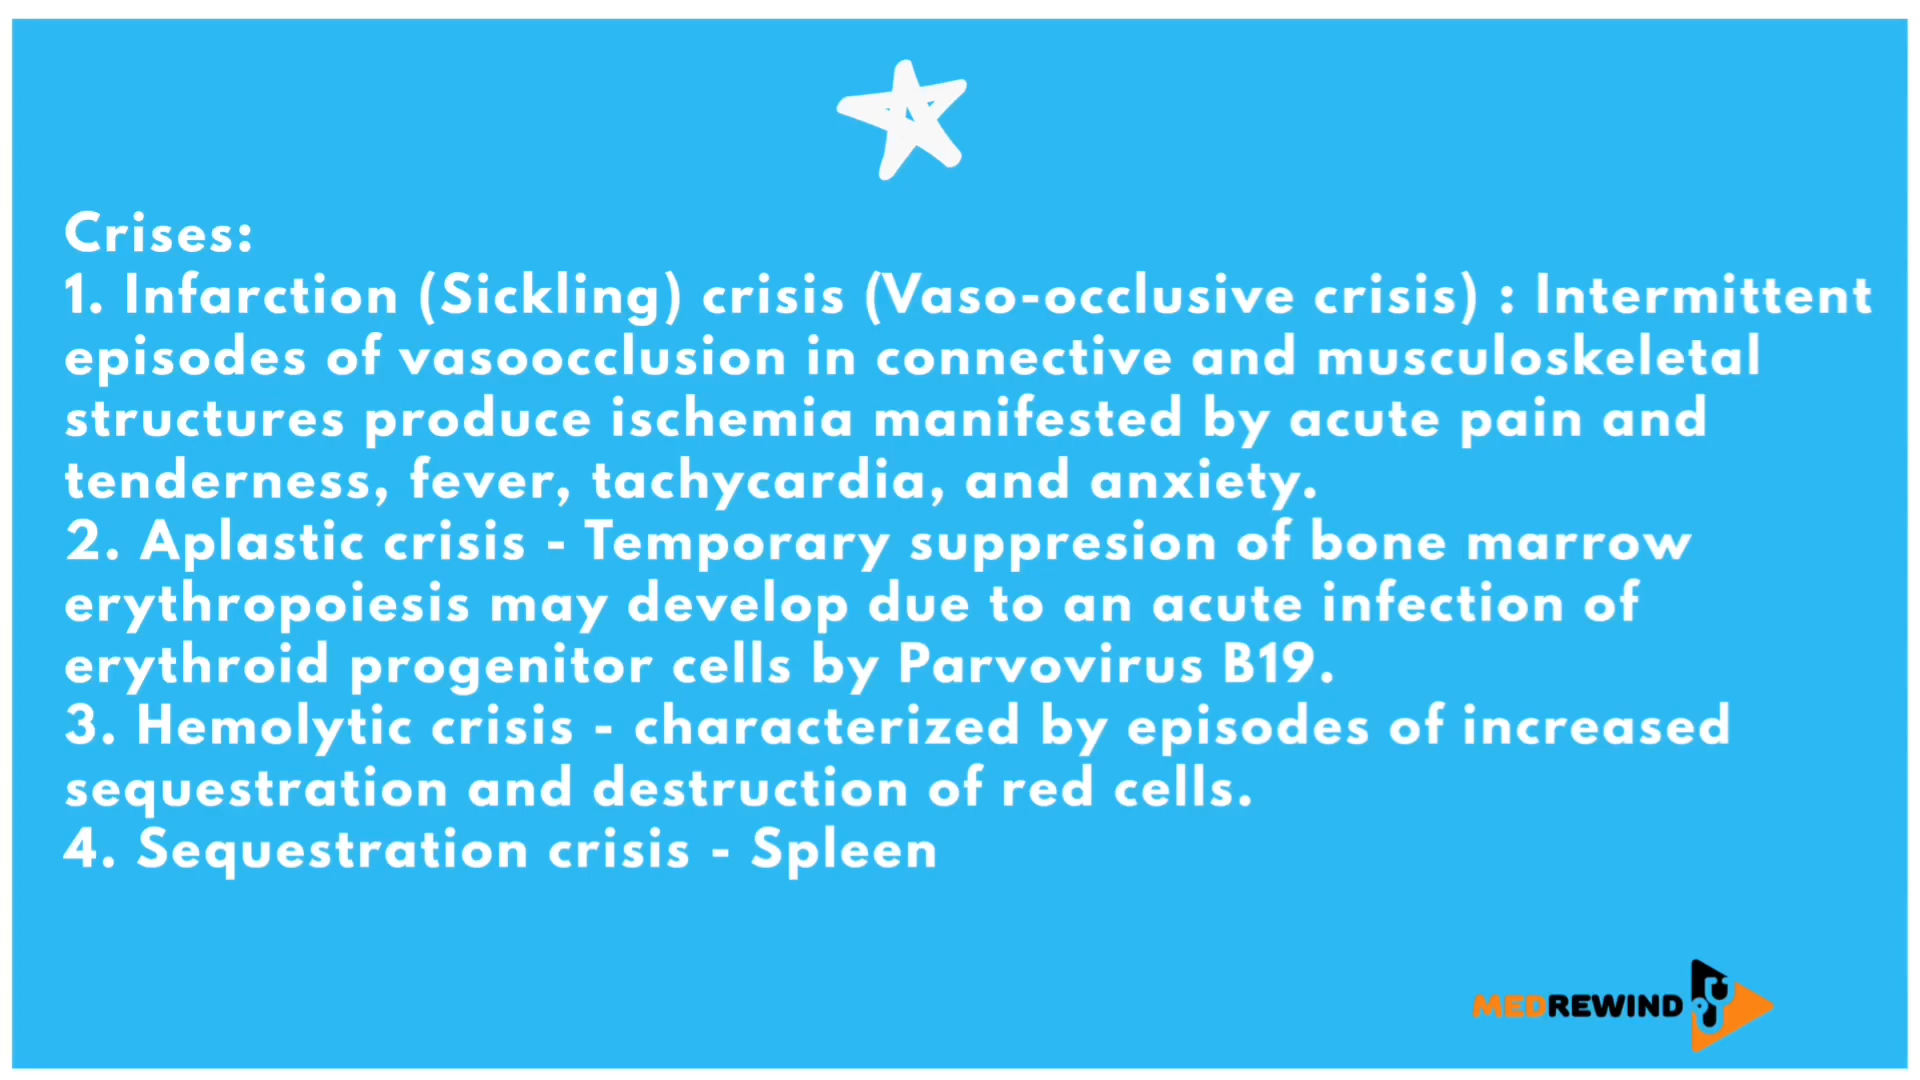 Crises:
1. Infarction (Sickling) crisis (Vaso-occlusive crisis) : Intermittent
episodes of vasoocclusion in connective and musculoskeletal
structures produce ischemia manifested by acute pain and
tenderness, fever, tachycardia, and anxiety.
2. Aplastic crisis - Temporary suppresion of bone marrow
erythropoiesis may develop due to an acute infection of
erythroid progenitor cells by Parvovirus B19.
3. Hemolytic crisis - characterized by episodes of increased
sequestration and destruction of red cells.
4. Sequestration crisis - Spleen
MEDREWIND